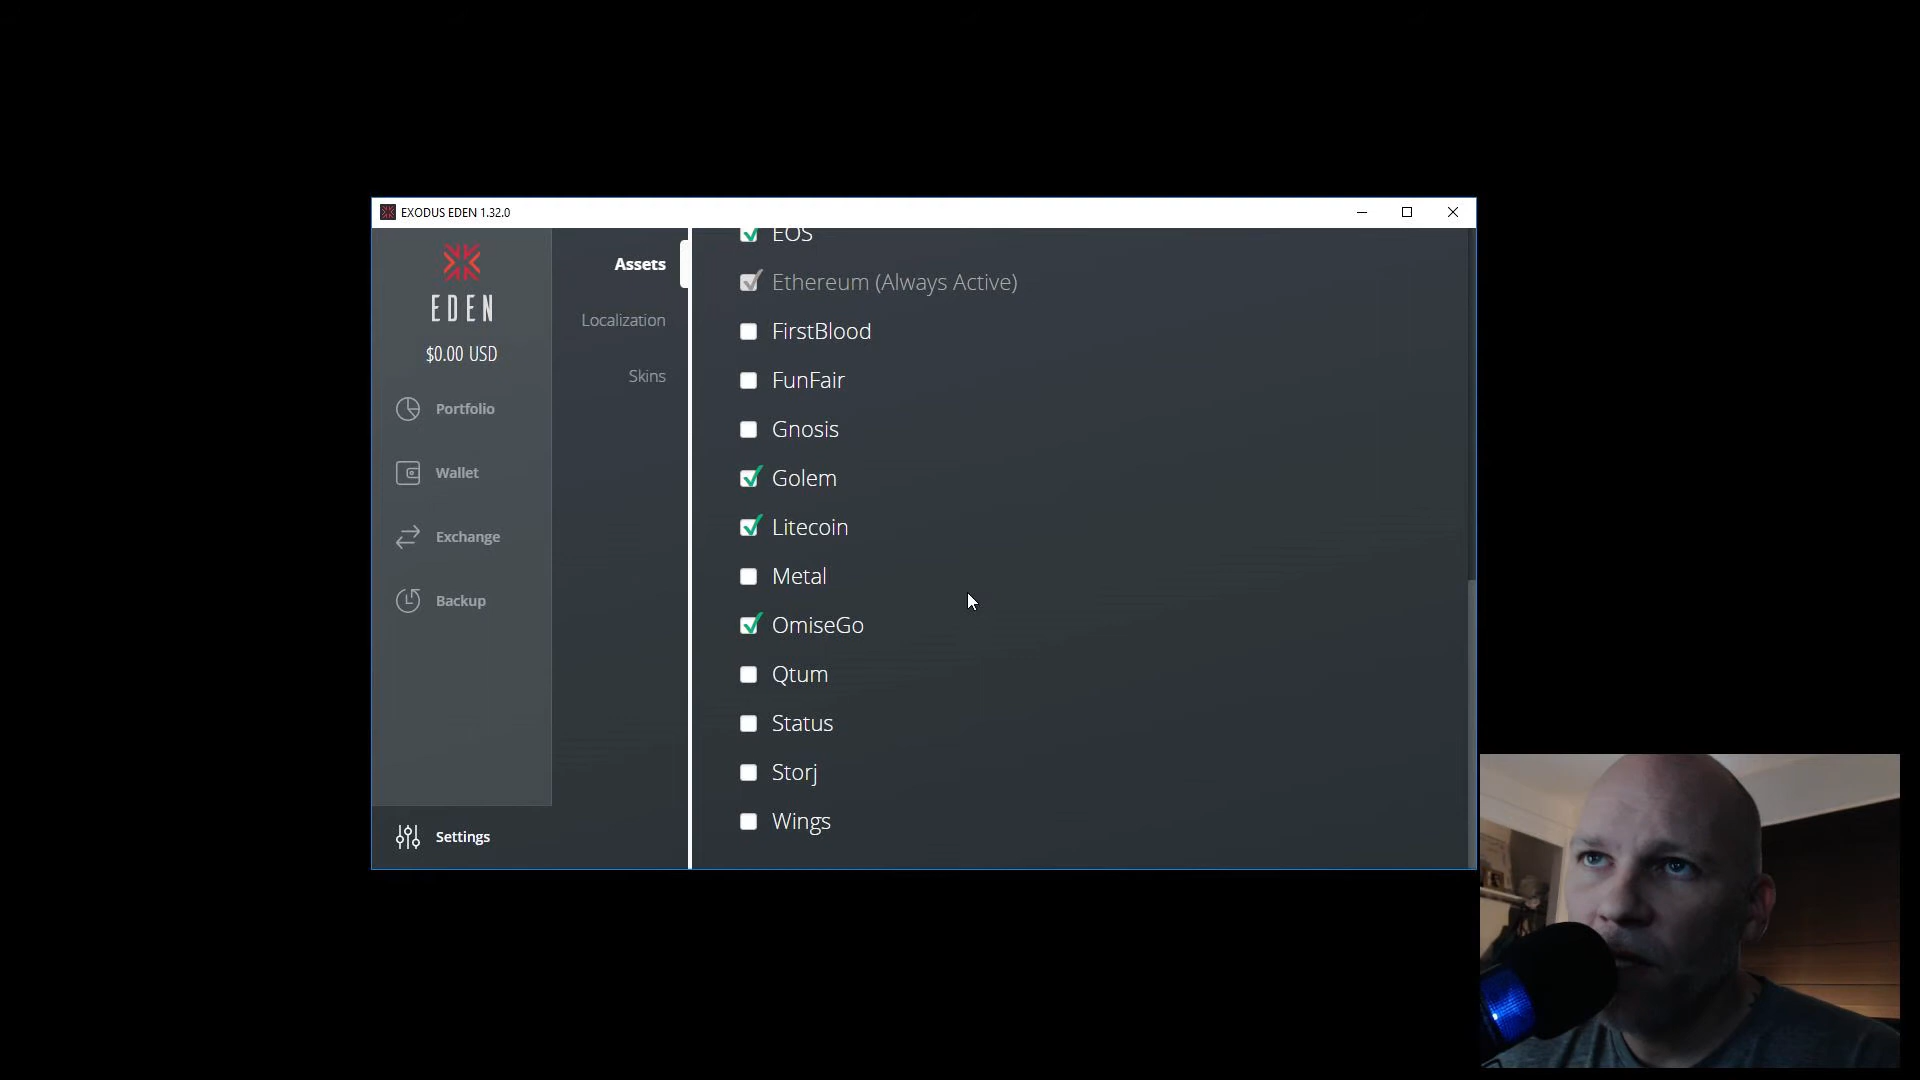 EXODUS EDEN 1.32.0
EDEN
$0.00 USD
Portfolio
Wallet
Exchange
Backup
Settings
Assets
Localization
Skins
EOS
Ethereum (Always Active)
FirstBlood
FunFair
Gnosis
Golem
Litecoin
Metal
OmiseGo
Qtum
Status
Storj
Wings